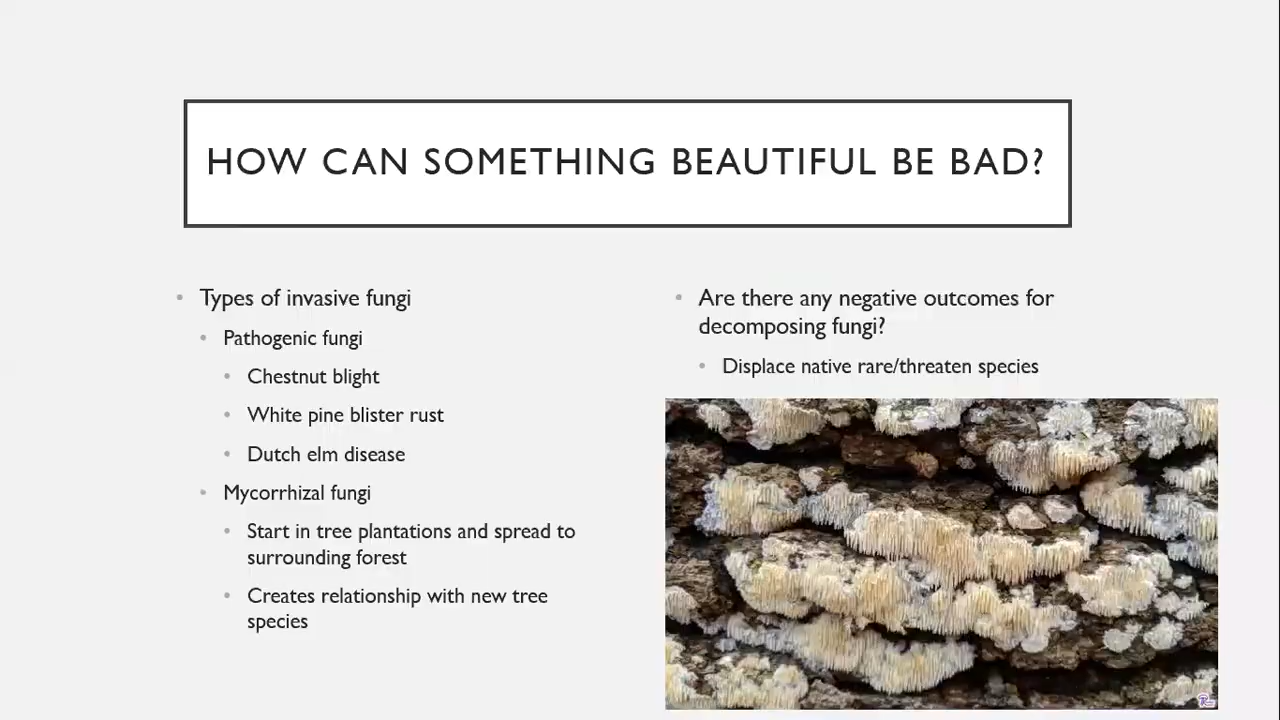 HOW CAN SOMETHING BEAUTIFUL BE BAD?
Types of invasive fungi
Pathogenic fungi
Chestnut blight
White pine blister rust
Dutch elm disease
Mycorrhizal fungi
Start in tree plantations and spread to
surrounding forest
Creates relationship with new tree
species
Are there any negative outcomes for
decomposing fungi?
Displace native rare/threaten species